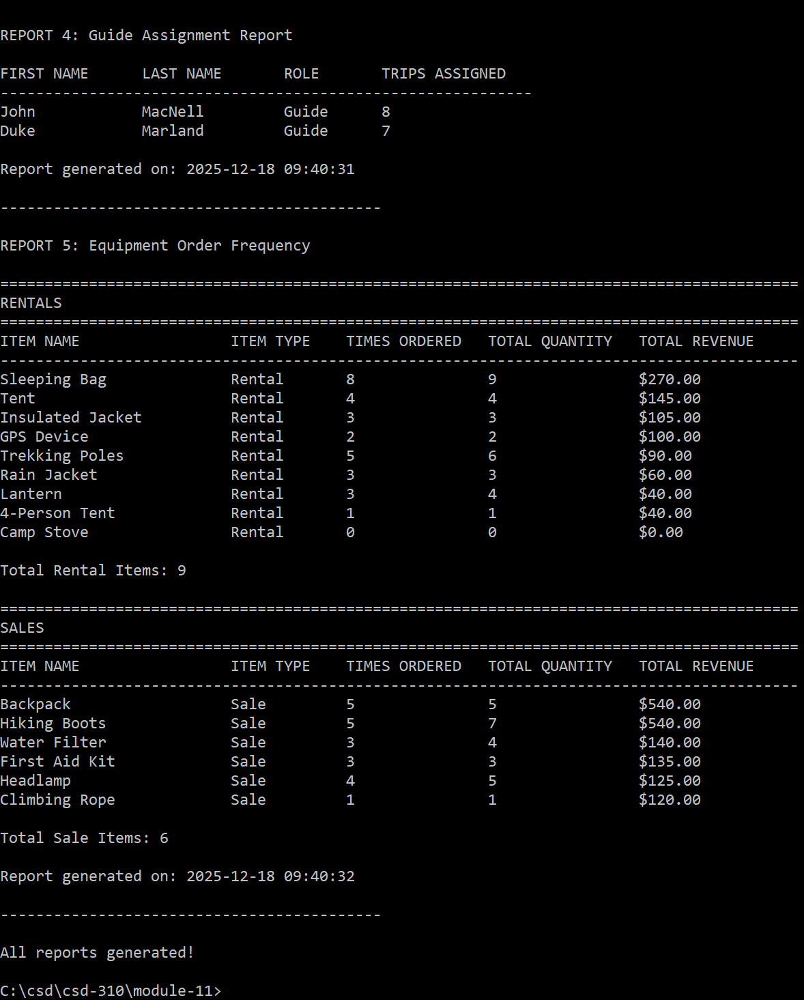 REPORT 4: Guide Assignment Report
FIRST NAME      LAST NAME       ROLE       TRIPS ASSIGNED
------------------------------------------------------------
John            MacNell         Guide      8
Duke            Marland         Guide      7
Report generated on: 2025-12-18 09:40:31
-------------------------------------------
REPORT 5: Equipment Order Frequency
==========================================================================================
RENTALS
==========================================================================================
ITEM NAME                 ITEM TYPE    TIMES ORDERED   TOTAL QUANTITY   TOTAL REVENUE
------------------------------------------------------------------------------------------
Sleeping Bag              Rental       8               9                $270.00
Tent                      Rental       4               4                $145.00
Insulated Jacket          Rental       3               3                $105.00
GPS Device                Rental       2               2                $100.00
Trekking Poles            Rental       5               6                $90.00
Rain Jacket               Rental       3               3                $60.00
Lantern                   Rental       3               4                $40.00
4-Person Tent             Rental       1               1                $40.00
Camp Stove                Rental       0               0                $0.00
Total Rental Items: 9
==========================================================================================
SALES
==========================================================================================
ITEM NAME                 ITEM TYPE    TIMES ORDERED   TOTAL QUANTITY   TOTAL REVENUE
------------------------------------------------------------------------------------------
Backpack                  Sale         5               5                $540.00
Hiking Boots              Sale         5               7                $540.00
Water Filter              Sale         3               4                $140.00
First Aid Kit             Sale         3               3                $135.00
Headlamp                  Sale         4               5                $125.00
Climbing Rope             Sale         1               1                $120.00
Total Sale Items: 6
Report generated on: 2025-12-18 09:40:32
-------------------------------------------
All reports generated!
C:\csd\csd-310\module-11>